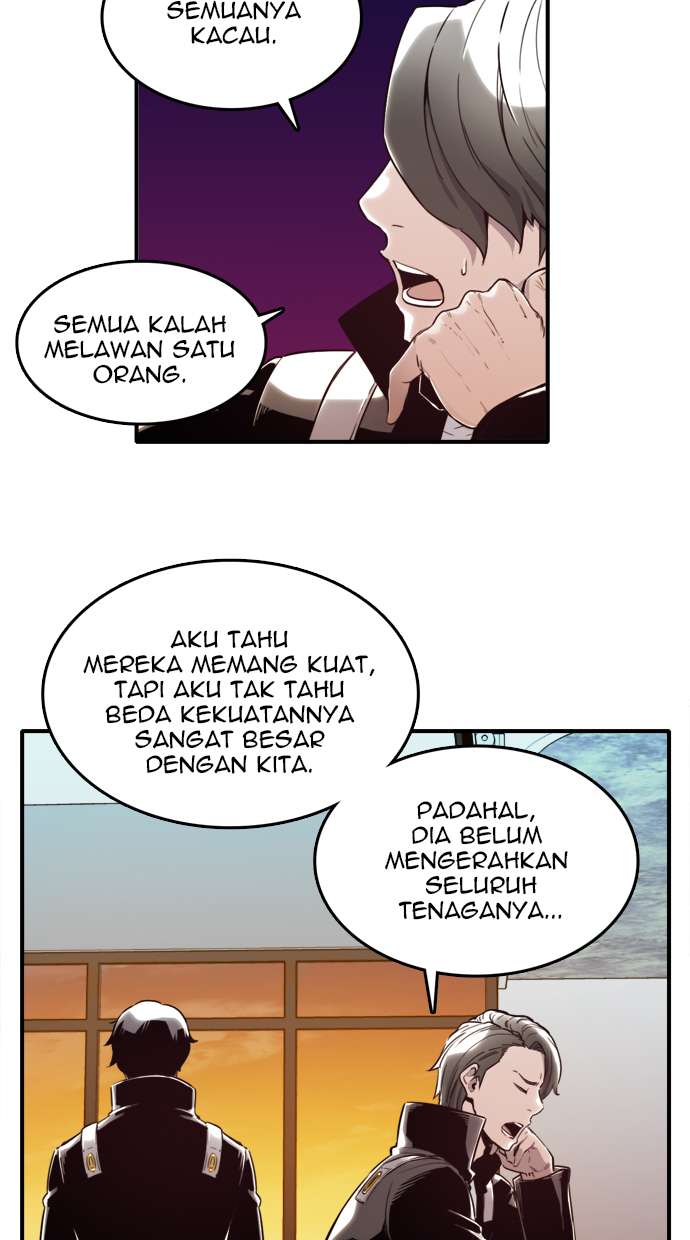 SEMUANYA
KACAU.
SEMUA KALAH
MELAWAN SATU
ORANG.
AKU TAHU
MEREKA MEMANG KUAT,
TAPI AKU TAK TAHU
BEDA KEKUATANNYA
SANGAT BESAR
DENGAN KITA.
PADAHAL,
DIA BELUM
MENGERAHKAN
SELURUH
TENAGANYA...